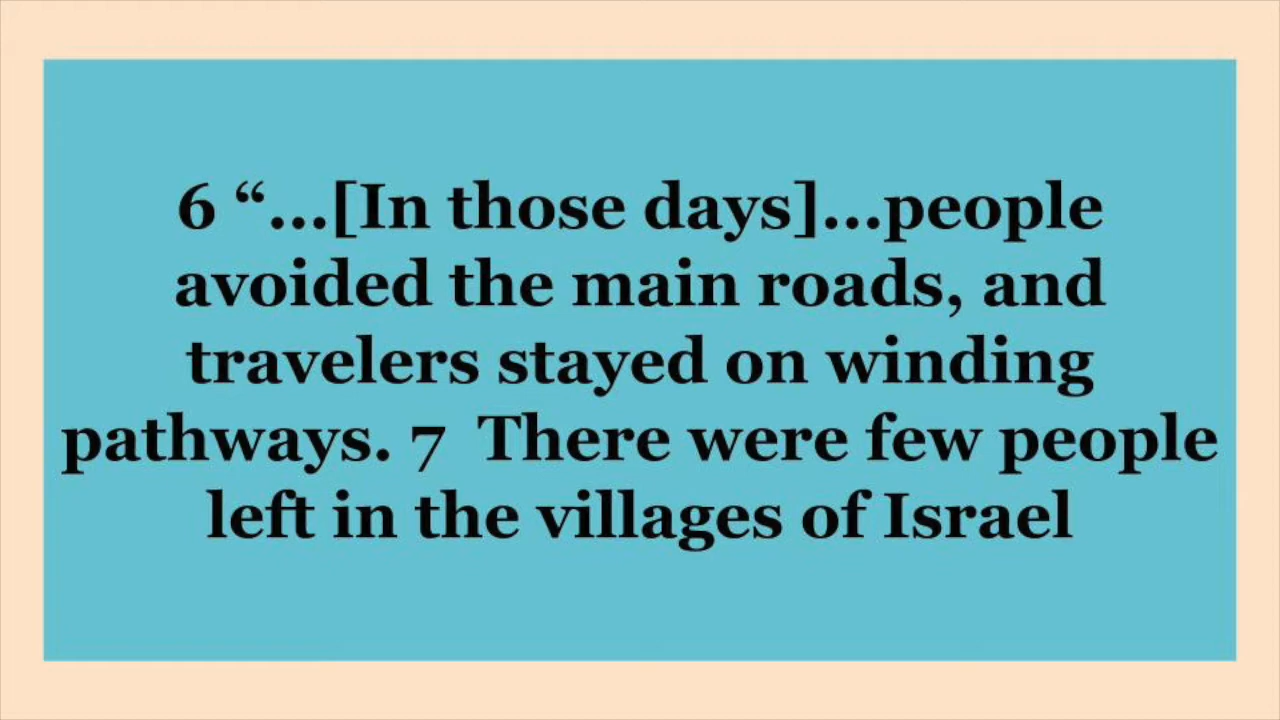 6 “...[In those days]...people
avoided the main roads, and
travelers stayed on winding
pathways. 7  There were few people
left in the villages of Israel